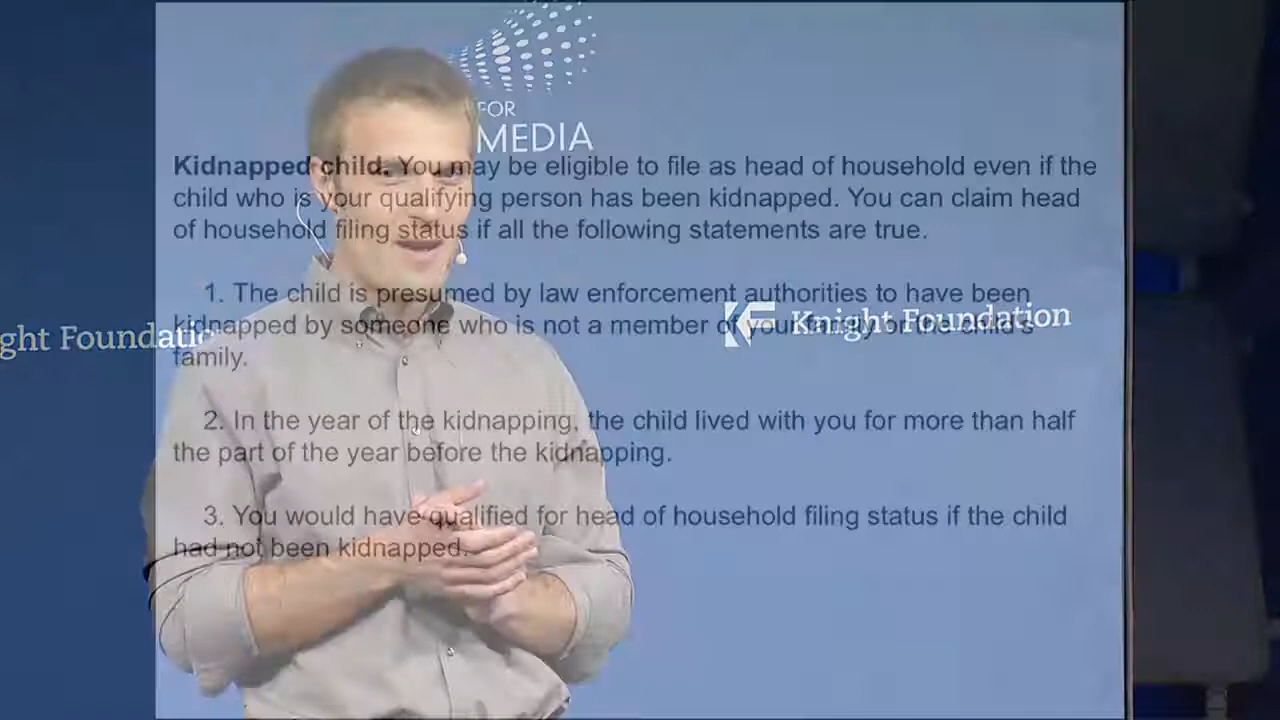 FOR
MEDIA
Kidnapped child. You may be eligible to file as head of household even if the
child who is your qualifying person has been kidnapped. You can claim head
of household filing status if all the following statements are true.
1. The child is presumed by law enforcement authorities to have been
kidnapped by someone who is not a member of your family or the child's
family.
ght Foundatio
Knight Foundation
2. In the year of the kidnapping, the child lived with you for more than half
the part of the year before the kidnapping.
3. You would have qualified for head of household filing status if the child
had not been kidnapped.